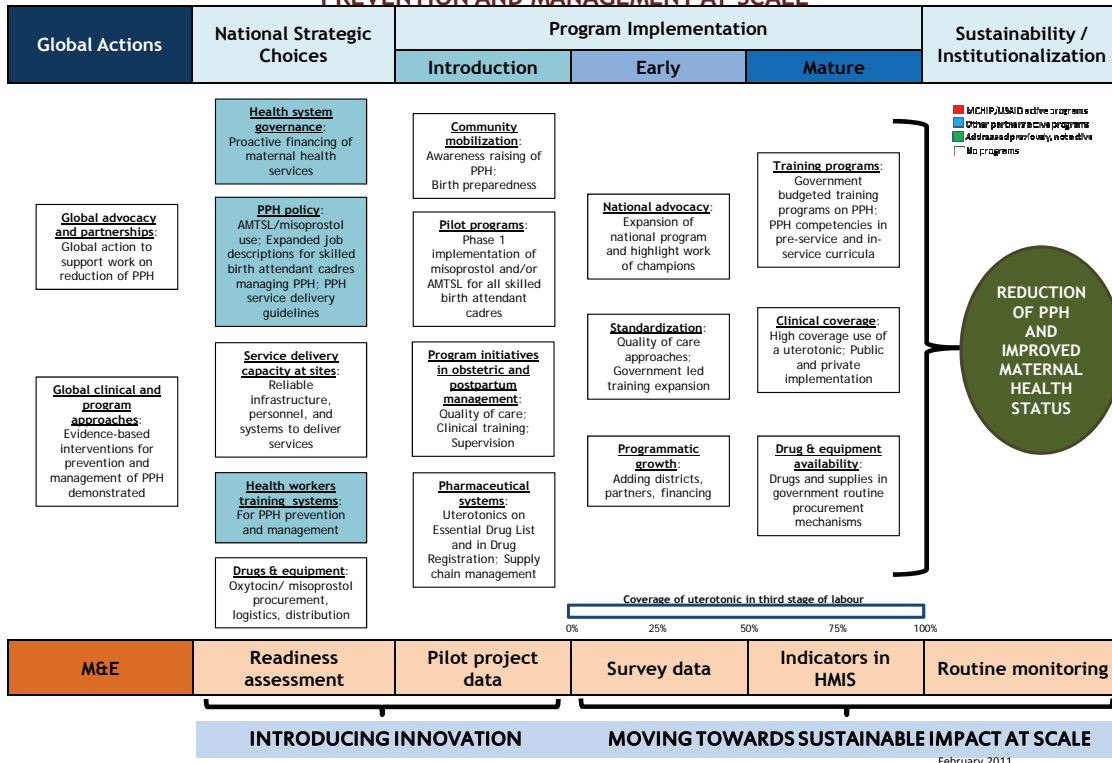 PREVENTION AND MANAGEMENT AT SCALE
Global Actions
National Strategic
Choices
Program Implementation
Introduction
Early
Mature
Sustainability /
Institutionalization
Global advocacy
and partnerships:
Global action to
support work on
reduction of PPH
Global clinical and
program
approaches:
Evidence-based
interventions for
prevention and
management of PPH
demonstrated
Health system
governance:
Proactive financing of
maternal health
services
PPH policy:
AMTSL/misoprostol
use; Expanded job
descriptions for skilled
birth attendant cadres
managing PPH; PPH
service delivery
guidelines
Service delivery
capacity at sites:
Reliable
infrastructure,
personnel, and
systems to deliver
services
Health workers
training systems:
For PPH prevention
and management
Drugs & equipment:
Oxytocin/ misoprostol
procurement,
logistics, distribution
Community
mobilization:
Awareness raising of
PPH;
Birth preparedness
Pilot programs:
Phase 1
implementation of
misoprostol and/or
AMTSL for all skilled
birth attendant
cadres
Program initiatives
in obstetric and
postpartum
management:
Quality of care;
Clinical training;
Supervision
Pharmaceutical
systems:
Uterotonics on
Essential Drug List
and in Drug
Registration; Supply
chain management
National advocacy:
Expansion of
national program
and highlight work
of champions
Standardization:
Quality of care
approaches;
Government led
training expansion
Programmatic
growth:
Adding districts,
partners, financing
Training programs:
Government
budgeted training
programs on PPH;
PPH competencies in
pre-service and in-
service curricula
Clinical coverage:
High coverage use of
a uterotonic; Public
and private
implementation
Drug & equipment
availability:
Drugs and supplies in
government routine
procurement
mechanisms
MCHIP/USAID active programs
Other partners active programs
Addressed previously, not active
No programs
REDUCTION
OF PPH
AND
IMPROVED
MATERNAL
HEALTH
STATUS
Coverage of uterotonic in third stage of labour
0% 25% 50% 75% 100%
M&E
Readiness
assessment
Pilot project
data
Survey data
Indicators in
HMIS
Routine monitoring
INTRODUCING INNOVATION
MOVING TOWARDS SUSTAINABLE IMPACT AT SCALE
February 2011